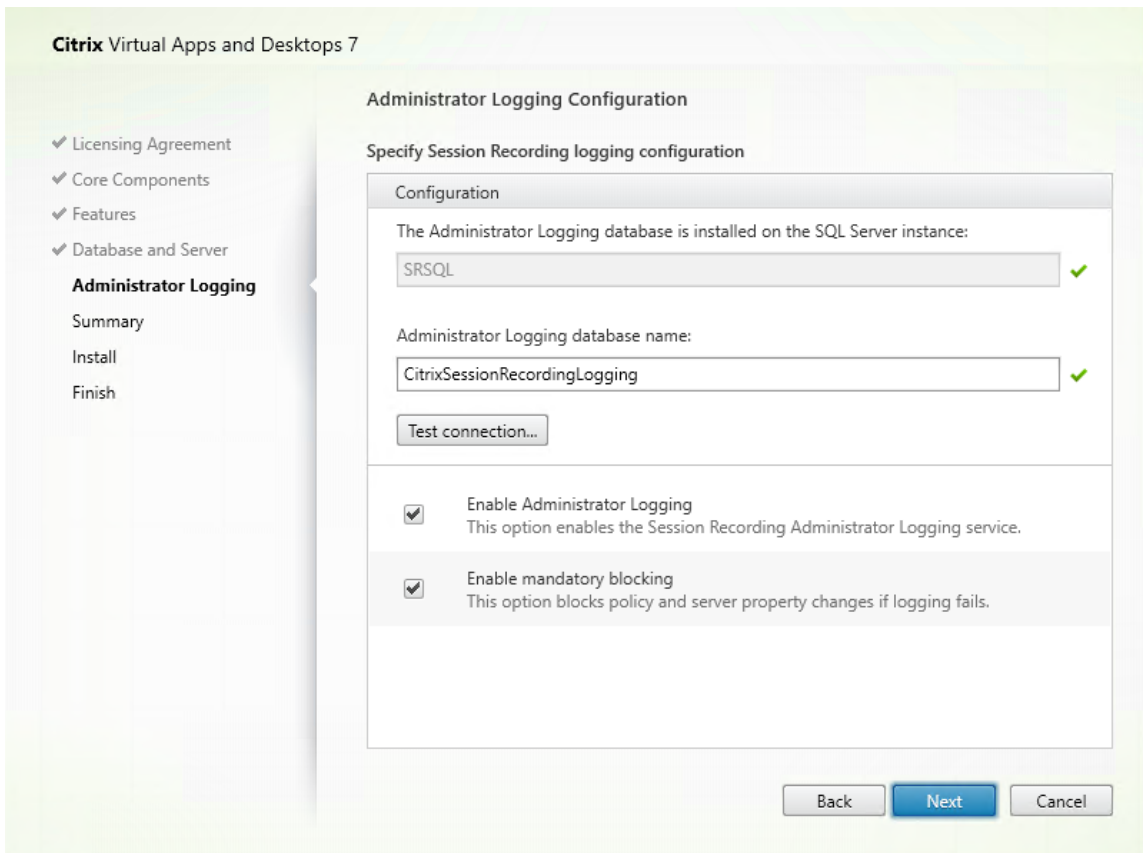 Citrix Virtual Apps and Desktops 7
Licensing Agreement
Core Components
Features
Database and Server
Administrator Logging
Summary
Install
Finish
Administrator Logging Configuration
Specify Session Recording logging configuration
Configuration
The Administrator Logging database is installed on the SQL Server instance:
SRSQL
Administrator Logging database name:
CitrixSessionRecordingLogging
Test connection...
Enable Administrator Logging
This option enables the Session Recording Administrator Logging service.
Enable mandatory blocking
This option blocks policy and server property changes if logging fails.
Back
Next
Cancel